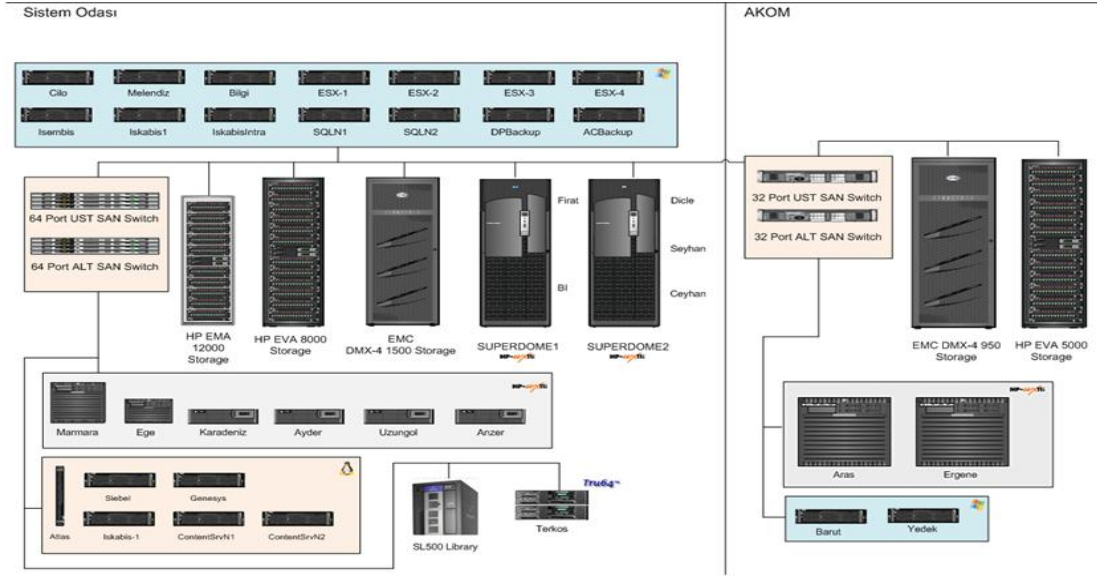 Sistem Odası
AKOM
Cilo
Melendiz
Bilgi
ESX-1
ESX-2
ESX-3
ESX-4
Isembis
Iskabis1
IskabisIntra
SQLN1
SQLN2
DPBackup
ACBackup
64 Port UST SAN Switch
64 Port ALT SAN Switch
HP EMA
12000
Storage
HP EVA 8000
Storage
EMC
DMX-4 1500 Storage
Firat
BI
SUPERDOME1
Dicle
Seyhan
Ceyhan
SUPERDOME2
32 Port UST SAN Switch
32 Port ALT SAN Switch
EMC DMX-4 950
Storage
HP EVA 5000
Storage
Marmara
Ege
Karadeniz
Ayder
Uzungol
Anzer
Atlas
Siebel
Genesys
Iskabis-1
ContentSrvN1
ContentSrvN2
SL500 Library
Tru64
Terkos
Aras
Ergene
Barut
Yedek